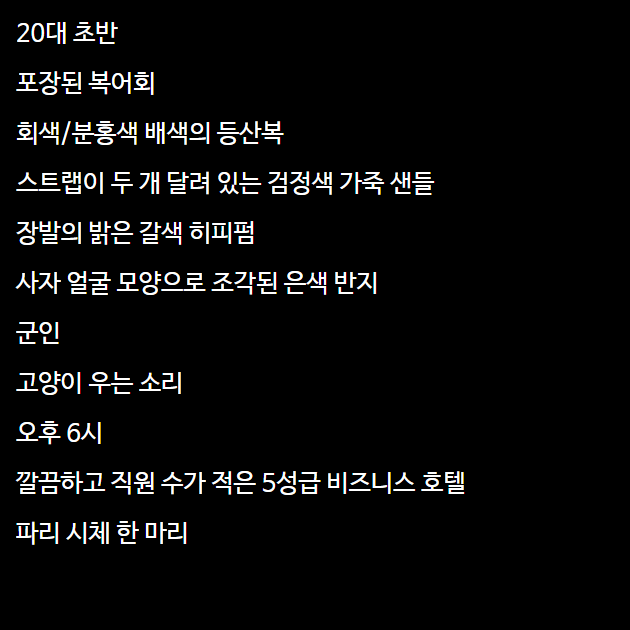 20대 초반
포장된 복어회
회색/분홍색 배색의 등산복
스트랩이 두 개 달려 있는 검정색 가죽 샌들
장발의 밝은 갈색 히피펌
사자 얼굴 모양으로 조각된 은색 반지
군인
고양이 우는 소리
오후 6시
깔끔하고 직원 수가 적은 5성급 비즈니스 호텔
파리 시체 한 마리